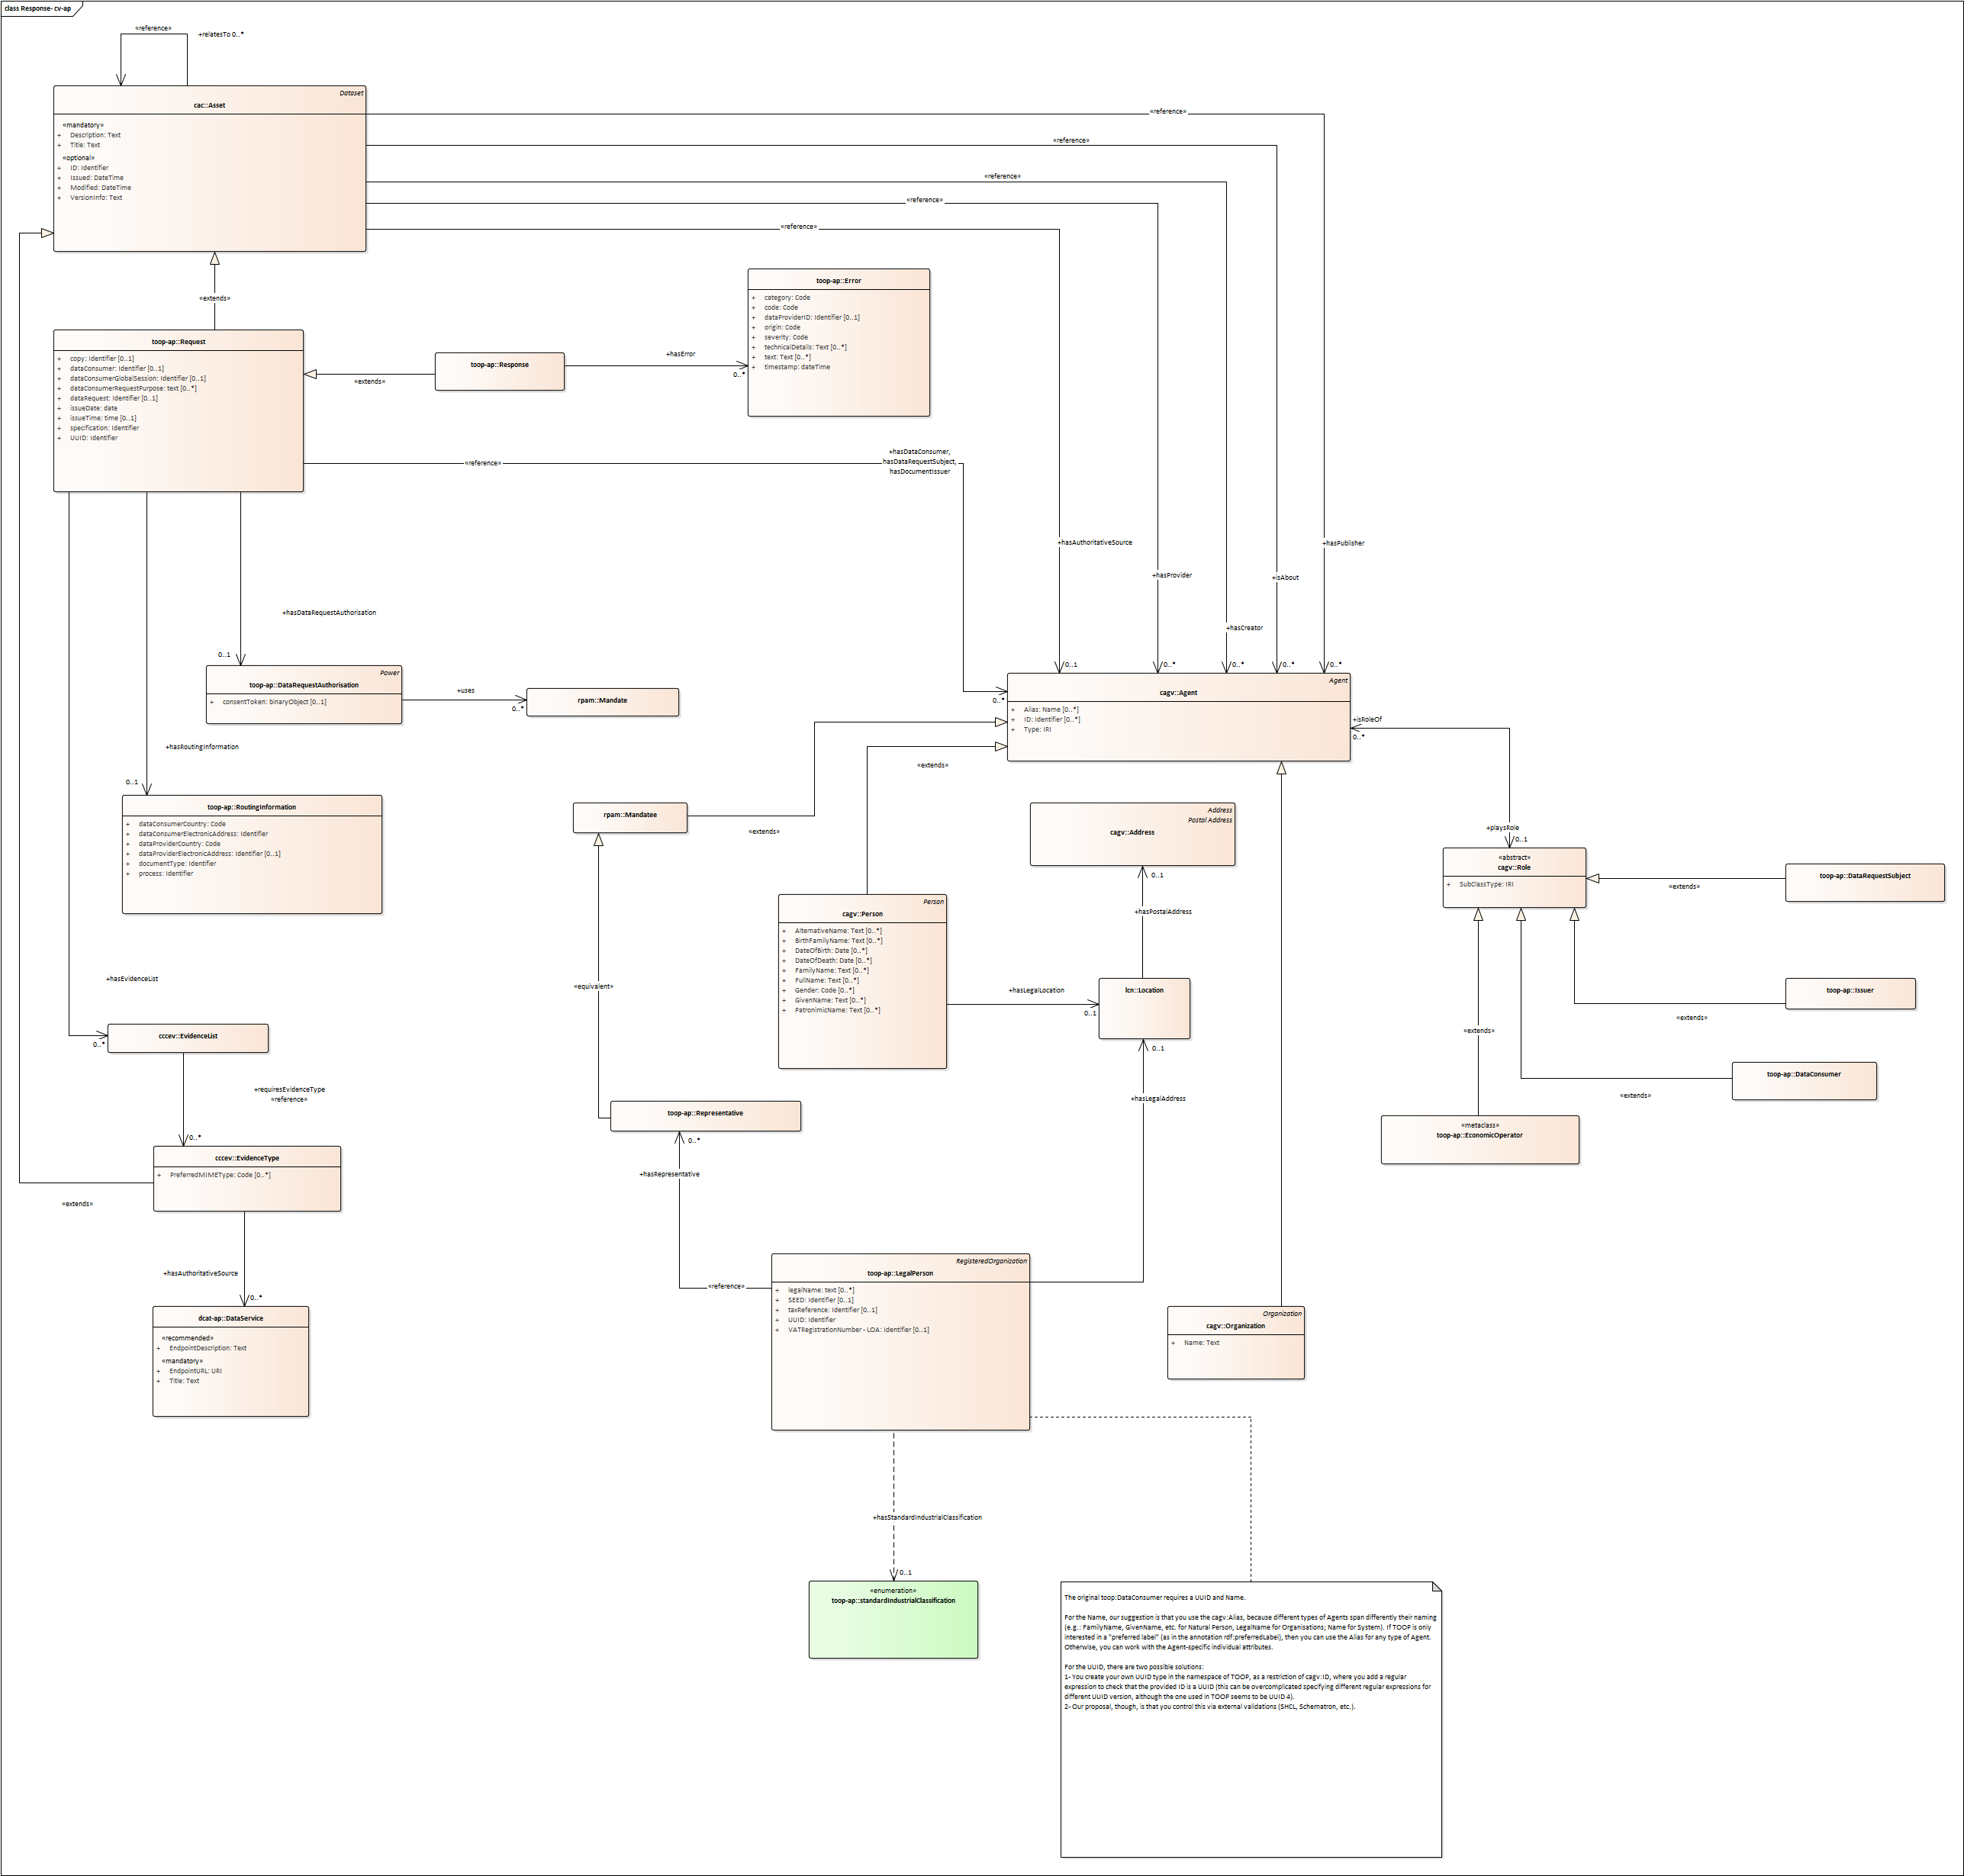 class Response- cv-ap
«reference»
+relatesTo 0..*
Dataset
cac::Asset
«mandatory»
+ Description: Text
+ Title: Text
«optional»
+ ID: Identifier
+ Issued: DateTime
+ Modified: DateTime
+ VersionInfo: Text
«reference»
«reference»
«reference»
«reference»
«reference»
«extends»
toop-ap::Error
+ category: Code
+ code: Code
+ dataProviderID: Identifier [0..1]
+ origin: Code
+ severity: Code
+ technicalDetails: Text [0..*]
+ text: Text [0..*]
+ timestamp: dateTime
toop-ap::Request
+ copy: Identifier [0..1]
+ dataConsumer: Identifier [0..1]
+ dataConsumerGlobalSession: Identifier [0..1]
+ dataConsumerRequestPurpose: text [0..*]
+ dataRequest: Identifier [0..1]
+ issueDate: date
+ issueTime: time [0..1]
+ specification: Identifier
+ UUID: Identifier
toop-ap::Response
+hasError
0..*
«extends»
«reference»
+hasDataConsumer,
hasDataRequestSubject,
hasDocumentIssuer
+hasAuthoritativeSource
+hasPublisher
+hasProvider
+isAbout
+hasCreator
+hasDataRequestAuthorisation
0..1
0..1
0..*
0..*
0..*
0..*
Power
toop-ap::DataRequestAuthorisation
+ consentToken: binaryObject [0..1]
+uses
0..*
rpam::Mandate
0..*
Agent
cagv::Agent
+ Alias: Name [0..*]
+ ID: Identifier [0..*]
+ Type: IRI
+isRoleOf
0..*
+hasRoutingInformation
0..1
«extends»
toop-ap::RoutingInformation
+ dataConsumerCountry: Code
+ dataConsumerElectronicAddress: Identifier
+ dataProviderCountry: Code
+ dataProviderElectronicAddress: Identifier [0..1]
+ documentType: Identifier
+ process: Identifier
rpam::Mandatee
«extends»
Address
Postal Address
cagv::Address
+playsRole
0..1
«abstract»
cagv::Role
+ SubClassType: IRI
«extends»
toop-ap::DataRequestSubject
0..1
+hasPostalAddress
Person
cagv::Person
+ AlternativeName: Text [0..*]
+ BirthFamilyName: Text [0..*]
+ DateOfBirth: Date [0..*]
+ DateOfDeath: Date [0..*]
+ FamilyName: Text [0..*]
+ FullName: Text [0..*]
+ Gender: Code [0..*]
+ GivenName: Text [0..*]
+ PatronimicName: Text [0..*]
+hasEvidenceList
«equivalent»
+hasLegalLocation
0..1
lcn::Location
toop-ap::Issuer
«extends»
«extends»
0..*
cccev::EvidenceList
0..1
toop-ap::DataConsumer
«extends»
+requiresEvidenceType
«reference»
0..*
+hasLegalAddress
toop-ap::Representative
0..*
«metaclass»
toop-ap::EconomicOperator
cccev::EvidenceType
+ PreferredMIMEType: Code [0..*]
+hasRepresentative
«extends»
+hasAuthoritativeSource
0..*
«reference»
RegisteredOrganization
toop-ap::LegalPerson
+ legalName: text [0..*]
+ SEED: Identifier [0..1]
+ taxReference: Identifier [0..1]
+ UUID: Identifier
+ VATRegistrationNumber - LOA: Identifier [0..1]
dcat-ap::DataService
«recommended»
+ EndpointDescription: Text
«mandatory»
+ EndpointURL: URI
+ Title: Text
Organization
cagv::Organization
+ Name: Text
+hasStandardIndustrialClassification
0..1
«enumeration»
toop-ap::standardIndustrialClassification
The original toop:DataConsumer requires a UUID and Name.
For the Name, our suggestion is that you use the cagv:Alias, because different types of Agents span differently their naming
(e.g.: FamilyName, GivenName, etc. for Natural Person, LegalName for Organisations; Name for System). If TOOP is only
interested in a "preferred label" (as in the annotation rdf:preferredLabel), then you can use the Alias for any type of Agent.
Otherwise, you can work with the Agent-specific individual attributes.
For the UUID, there are two possible solutions:
1- You create your own UUID type in the namespace of TOOP, as a restriction of cagv:ID, where you add a regular
expression to check that the provided ID is a UUID (this can be overcomplicated specifying different regular expressions for
different UUID version, although the one used in TOOP seems to be UUID 4).
2- Our proposal, though, is that you control this via external validations (SHCL, Schematron, etc.).